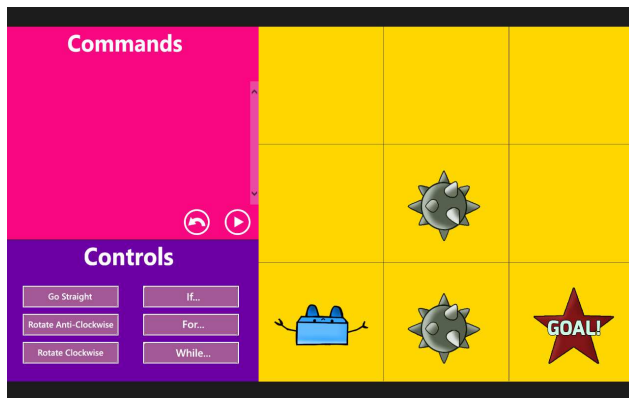 Commands
Controls
Go Straight
If...
Rotate Anti-Clockwise
For...
Rotate Clockwise
While...
GOAL!